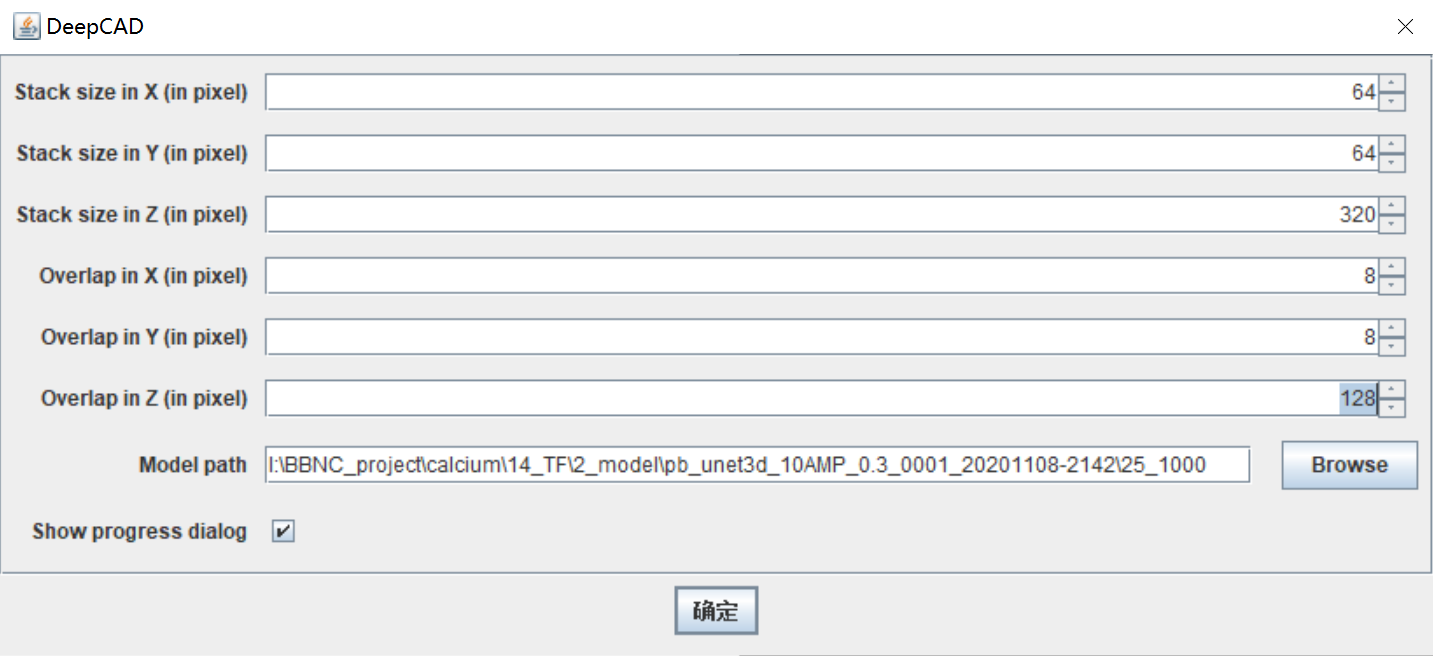 DeepCAD
Stack size in X (in pixel) 64
Stack size in Y (in pixel) 64
Stack size in Z (in pixel) 320
Overlap in X (in pixel) 8
Overlap in Y (in pixel) 8
Overlap in Z (in pixel) 128
Model path I:\BBNC_project\calcium\14_TF\2_model\pb_unet3d_10AMP_0.3_0001_20201108-2142\25_1000 Browse
Show progress dialog
确定